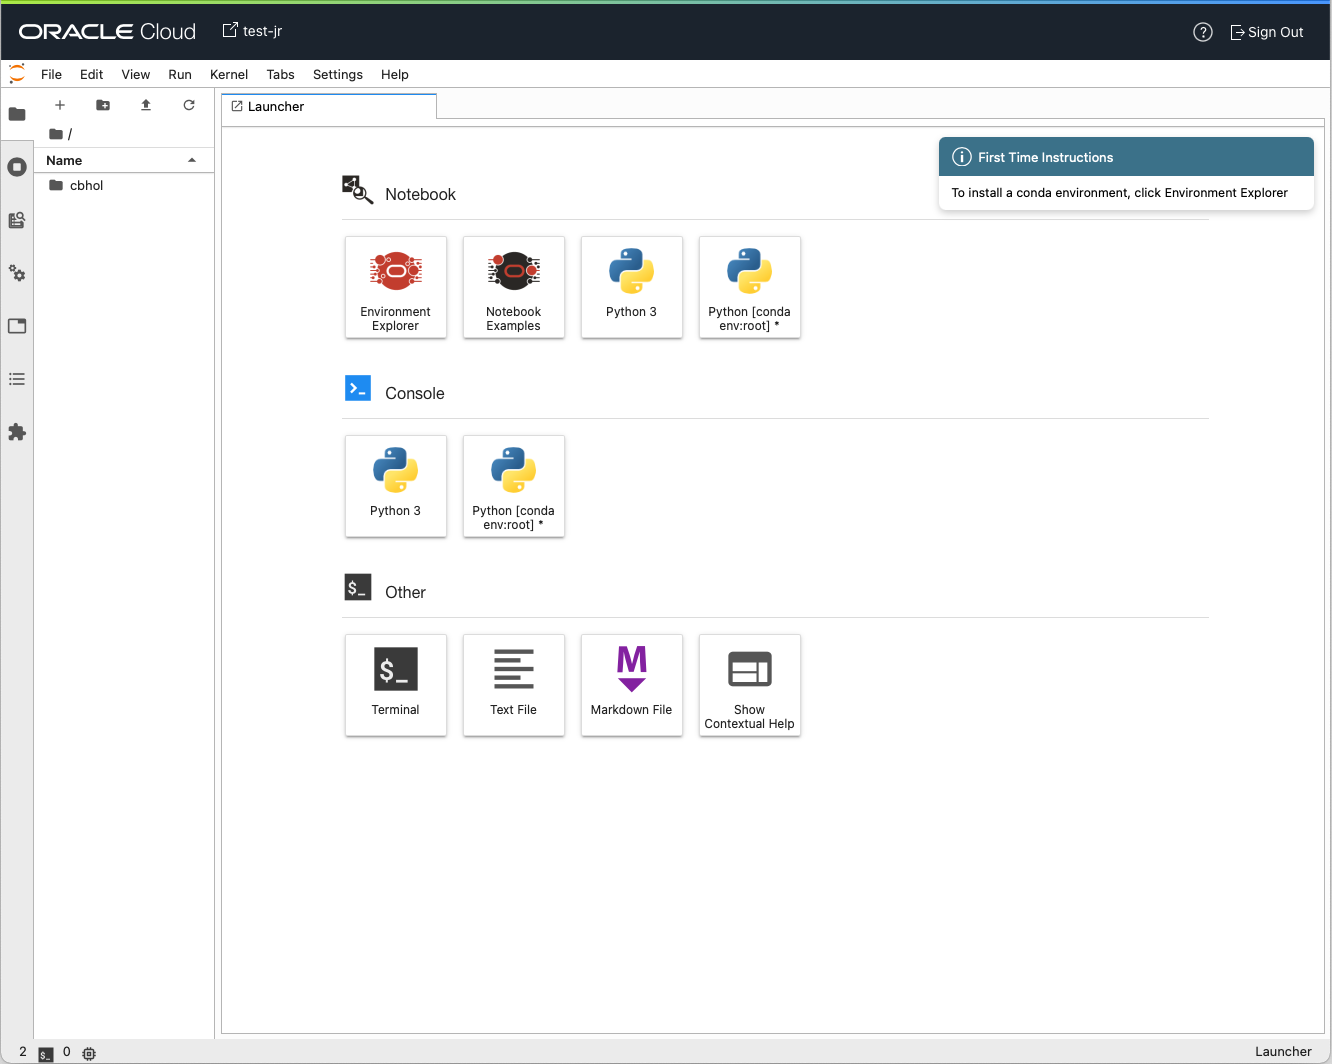 ORACLE Cloud
test-jr
Sign Out
File Edit View Run Kernel Tabs Settings Help
Launcher
/
Name
cbhol
First Time Instructions
To install a conda environment, click Environment Explorer
Notebook
Environment
Explorer
Notebook
Examples
Python 3
Python [conda
env:root] *
Console
Python 3
Python [conda
env:root] *
$_
Other
$_
Terminal
Text File
M
Markdown File
Show
Contextual Help
2 $_ 0
Launcher